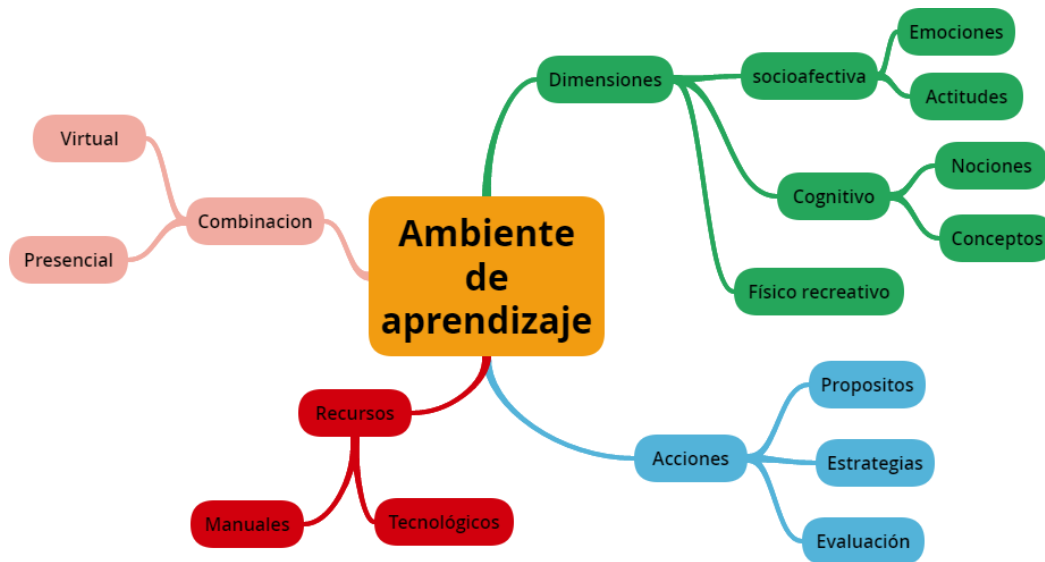 Ambiente
de
aprendizaje
Dimensiones
socioafectiva
Emociones
Actitudes
Cognitivo
Nociones
Conceptos
Físico recreativo
Acciones
Propositos
Estrategias
Evaluación
Recursos
Manuales
Tecnológicos
Combinacion
Virtual
Presencial